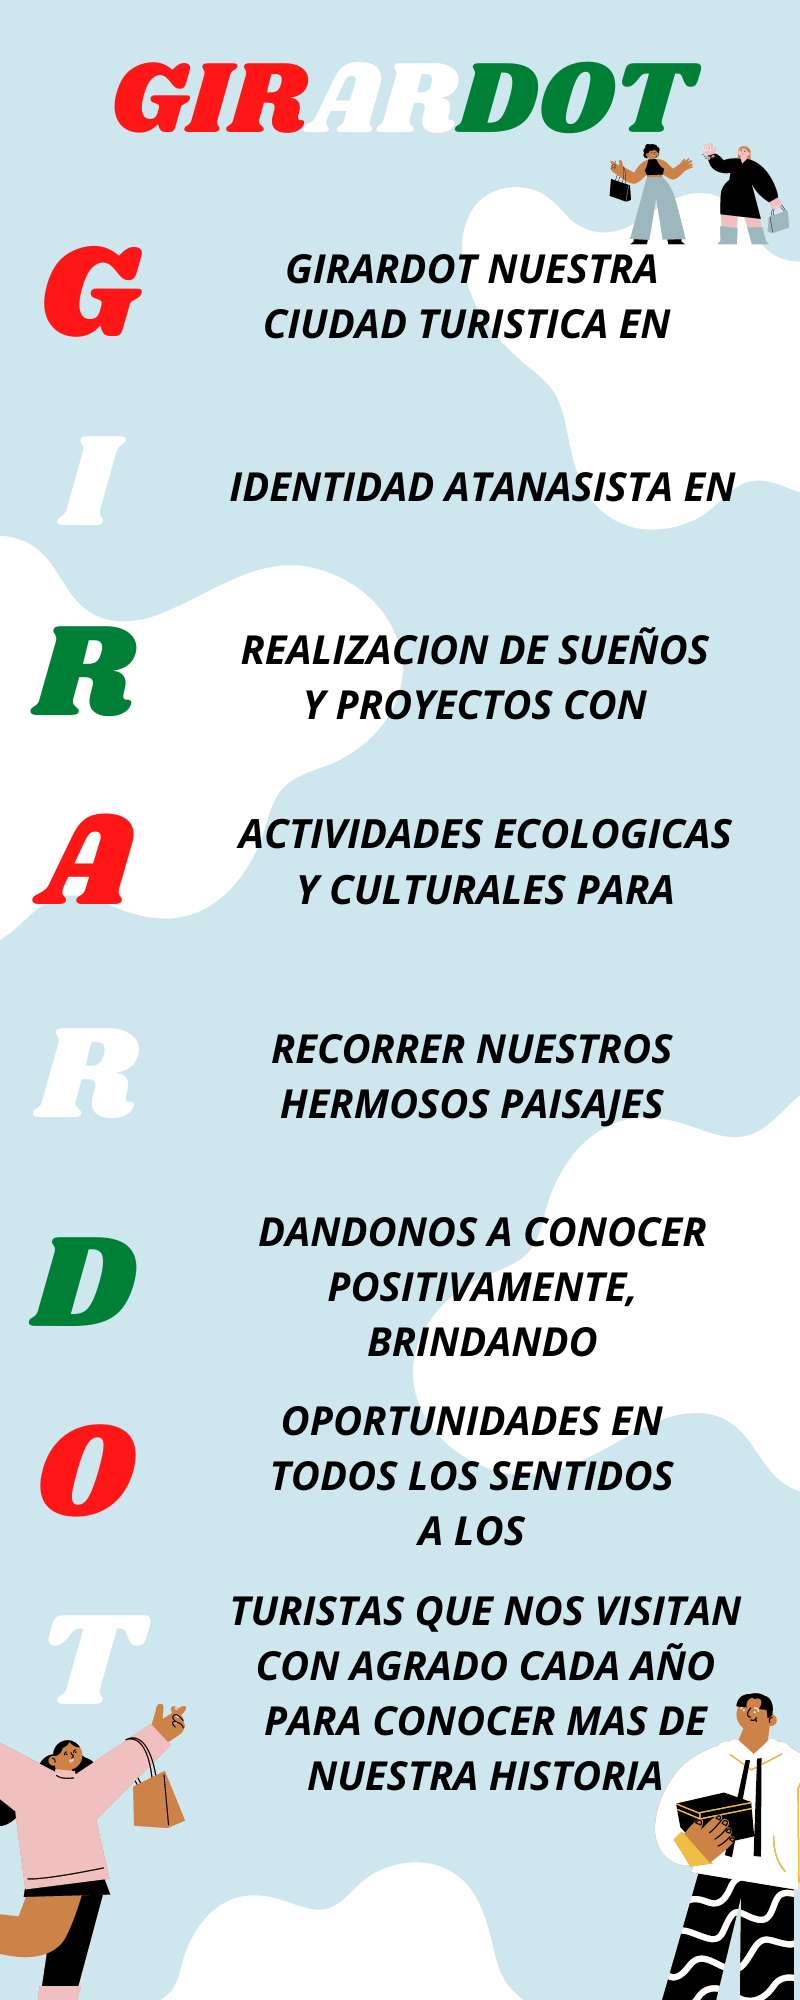 GIRARDOT
G
GIRARDOT NUESTRA
CIUDAD TURISTICA EN
I
IDENTIDAD ATANASISTA EN
R
REALIZACION DE SUEÑOS
Y PROYECTOS CON
A
ACTIVIDADES ECOLOGICAS
Y CULTURALES PARA
R
RECORRER NUESTROS
HERMOSOS PAISAJES
D
DANDONOS A CONOCER
POSITIVAMENTE,
BRINDANDO
O
OPORTUNIDADES EN
TODOS LOS SENTIDOS
A LOS
T
TURISTAS QUE NOS VISITAN
CON AGRADO CADA AÑO
PARA CONOCER MAS DE
NUESTRA HISTORIA